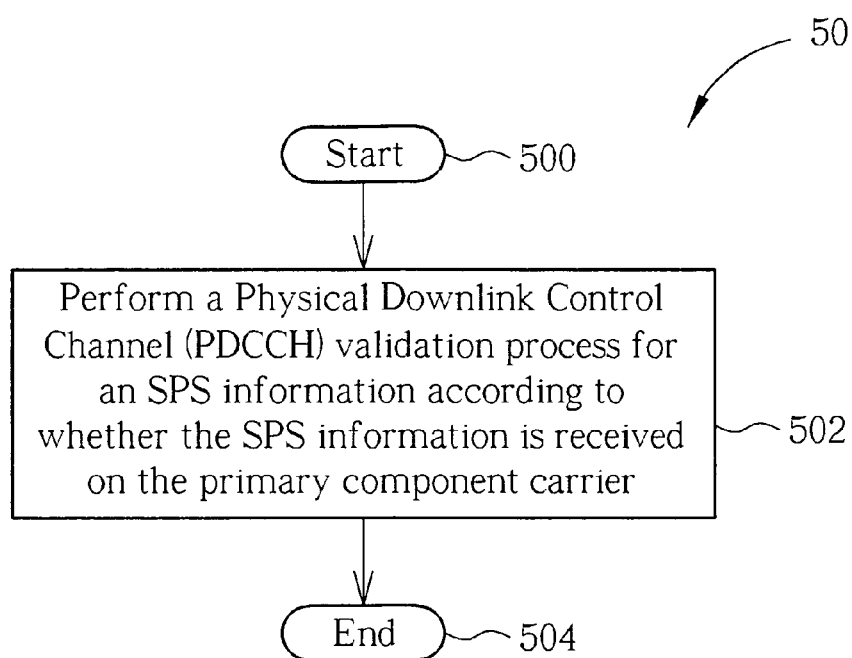 50
Start
500
Perform a Physical Downlink Control
Channel (PDCCH) validation process for
an SPS information according to
whether the SPS information is received
on the primary component carrier
502
End
504